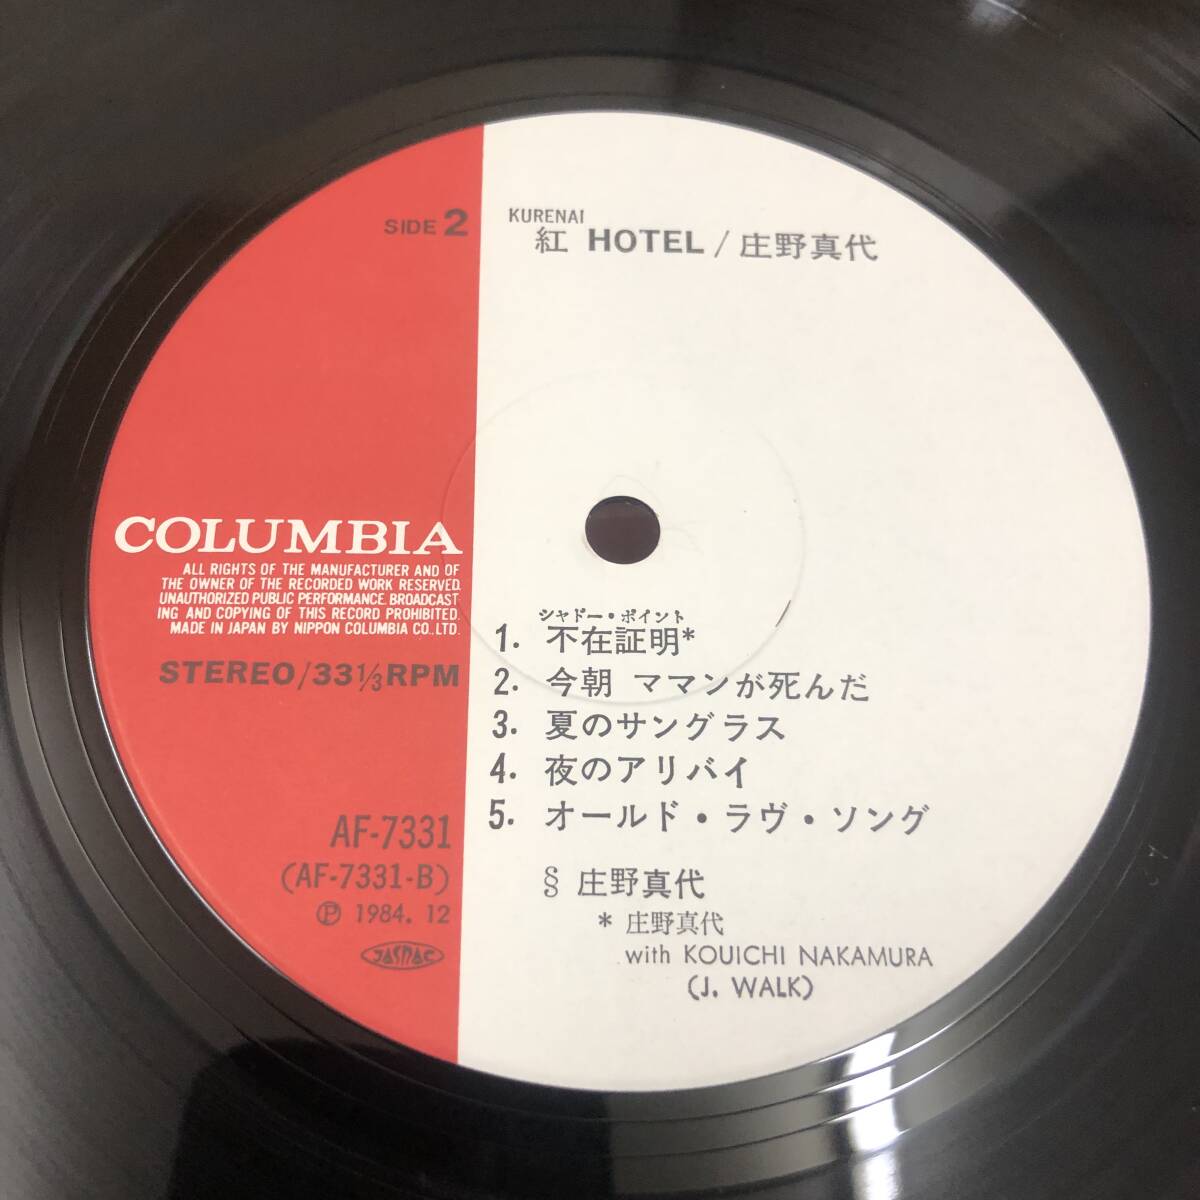 SIDE 2
KURENAI
紅 HOTEL / 庄野真代
COLUMBIA
ALL RIGHTS OF THE MANUFACTURER AND OF
THE OWNER OF THE RECORDED WORK RESERVED.
UNAUTHORIZED PUBLIC PERFORMANCE. BROADCAST
ING AND COPYING OF THIS RECORD PROHIBITED.
MADE IN JAPAN BY NIPPON COLUMBIA CO., LTD.
STEREO/33 1/3 RPM
AF-7331
(AF-7331-B)
Ⓟ 1984. 12
JASRAC
シャドー・ポイント
1. 不在証明*
2. 今朝 ママンが死んだ
3. 夏のサングラス
4. 夜のアリバイ
5. オールド・ラヴ・ソング
§ 庄野真代
* 庄野真代
with KOUICHI NAKAMURA
(J. WALK)